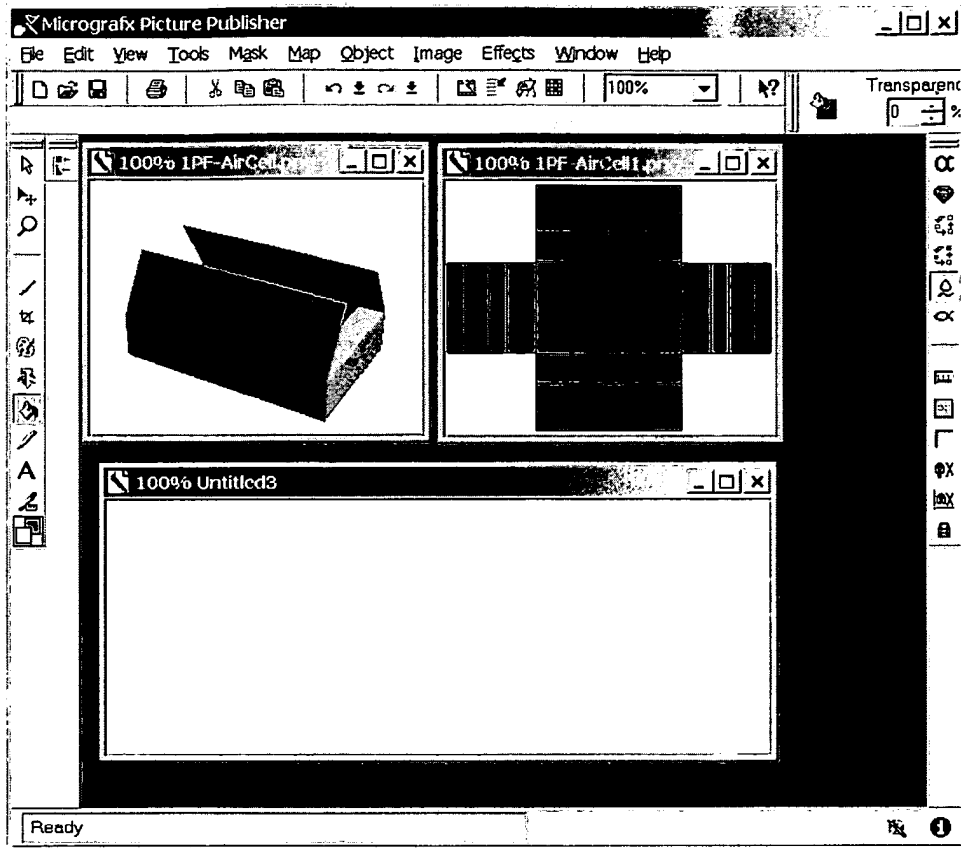 Micrografx Picture Publisher
File Edit View Tools Mask Map Object Image Effects Window Help
100%
Transparenc
0 %
100% 1PF-AirCell.p
100% 1PF-AirCell1.pp
A
100% Untitled3
Ready